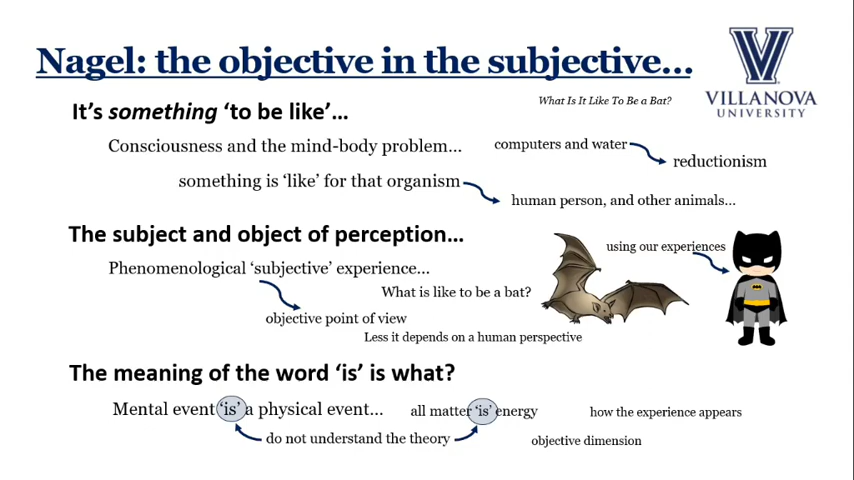 Nagel: the objective in the subjective…
VILLANOVA
UNIVERSITY
It’s something ‘to be like’…
What Is It Like To Be a Bat?
Consciousness and the mind-body problem…
computers and water
reductionism
something is ‘like’ for that organism
human person, and other animals…
The subject and object of perception…
using our experiences
Phenomenological ‘subjective’ experience…
What is like to be a bat?
objective point of view
Less it depends on a human perspective
The meaning of the word ‘is’ is what?
Mental event ‘is’ a physical event…
all matter ‘is’ energy
how the experience appears
do not understand the theory
objective dimension